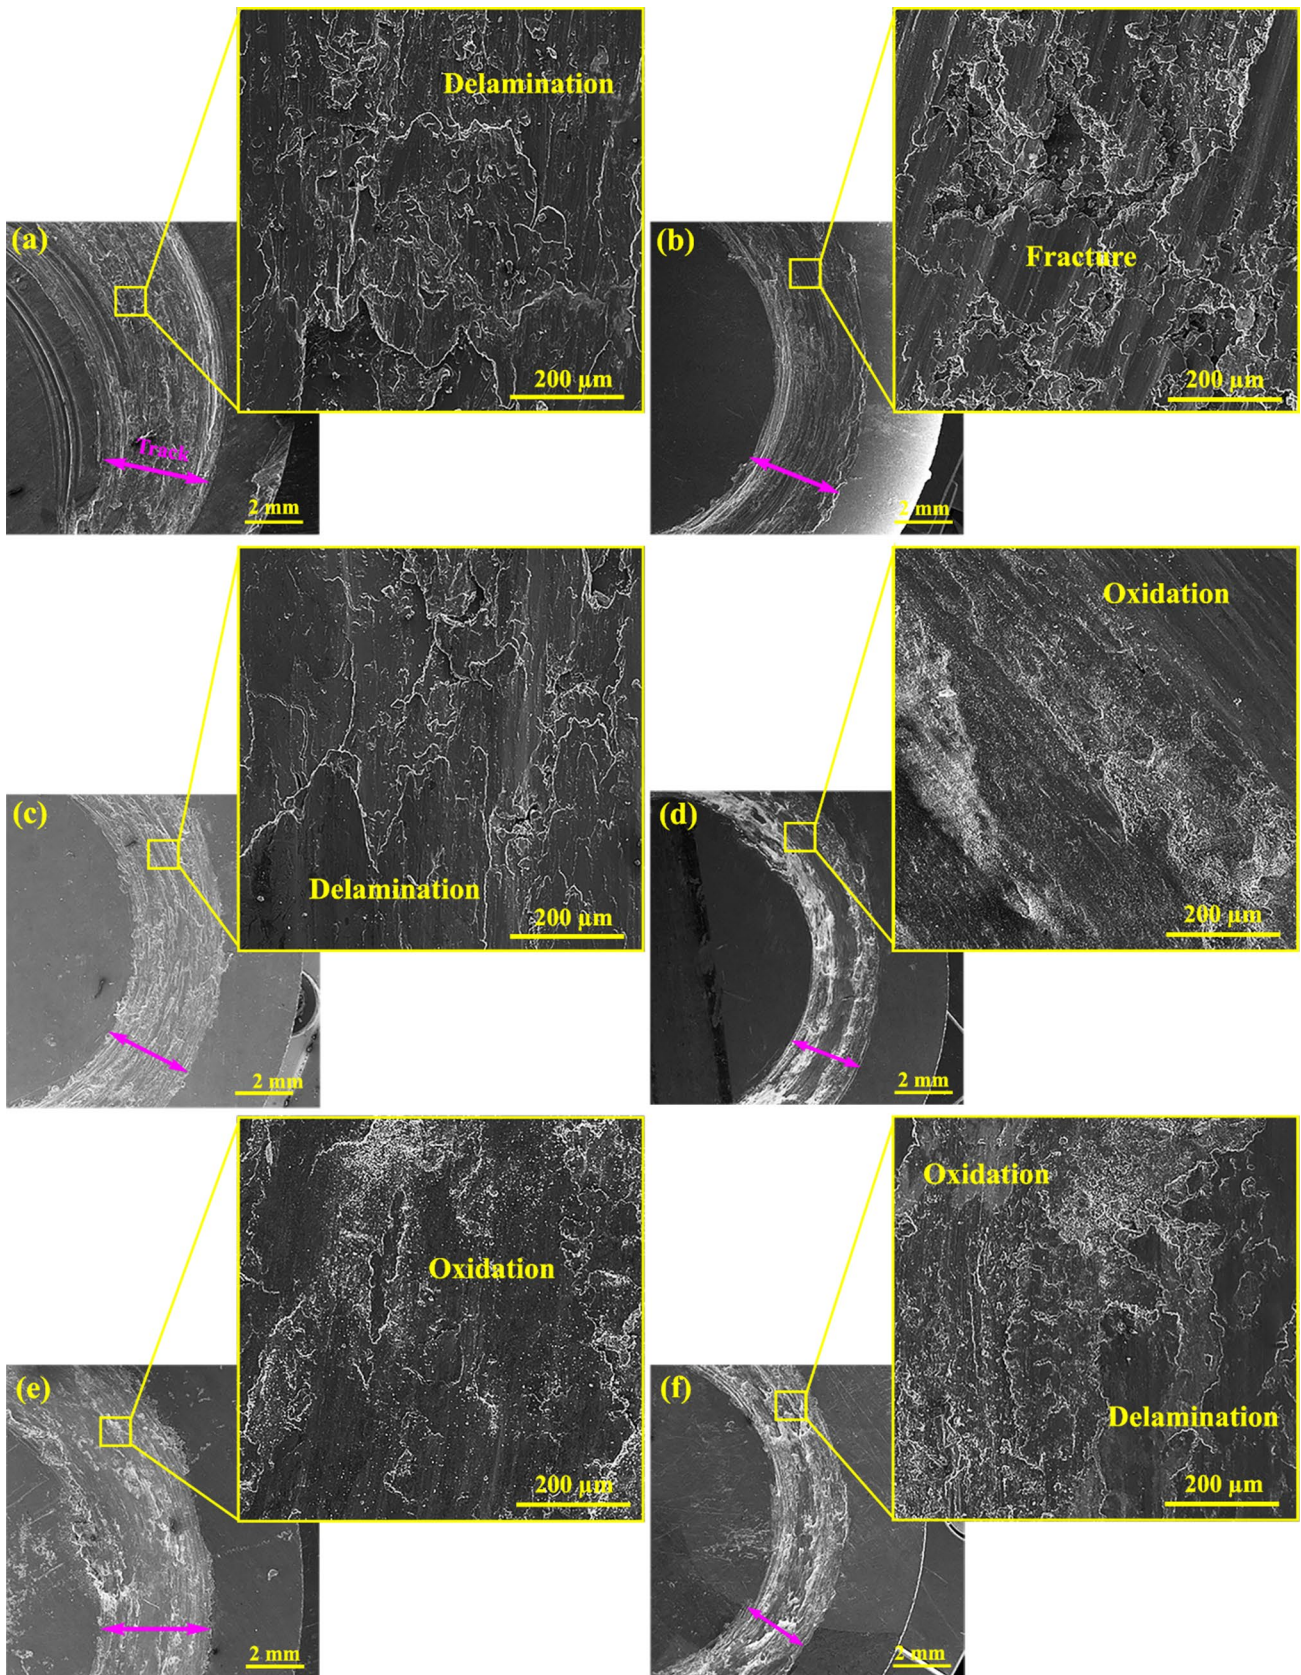 (a)
Delamination
200 µm
Track
2 mm
(b)
Fracture
200 µm
2 mm
(c)
Delamination
200 µm
2 mm
(d)
Oxidation
200 µm
2 mm
(e)
Oxidation
200 µm
2 mm
(f)
Oxidation
Delamination
200 µm
2 mm